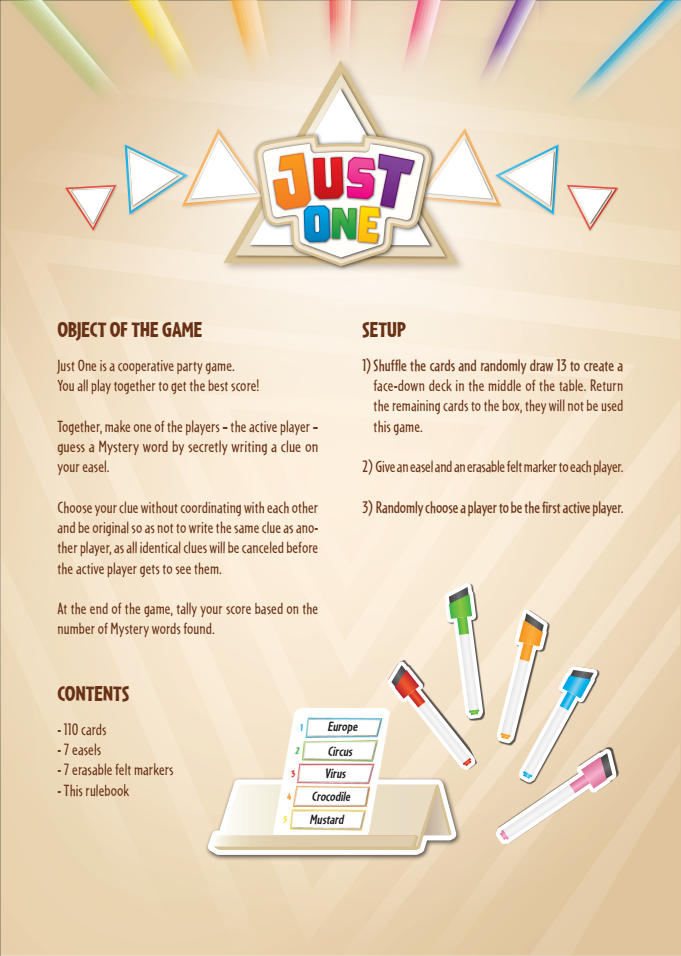 JUST
ONE
OBJECT OF THE GAME
Just One is a cooperative party game.
You all play together to get the best score!
Together, make one of the players – the active player –
guess a Mystery word by secretly writing a clue on
your easel.
Choose your clue without coordinating with each other
and be original so as not to write the same clue as ano-
ther player, as all identical clues will be canceled before
the active player gets to see them.
At the end of the game, tally your score based on the
number of Mystery words found.
CONTENTS
- 110 cards
- 7 easels
- 7 erasable felt markers
- This rulebook
SETUP
1) Shuffle the cards and randomly draw 13 to create a
face-down deck in the middle of the table. Return
the remaining cards to the box, they will not be used
this game.
2) Give an easel and an erasable felt marker to each player.
3) Randomly choose a player to be the first active player.
1 Europe
2 Circus
3 Virus
4 Crocodile
5 Mustard